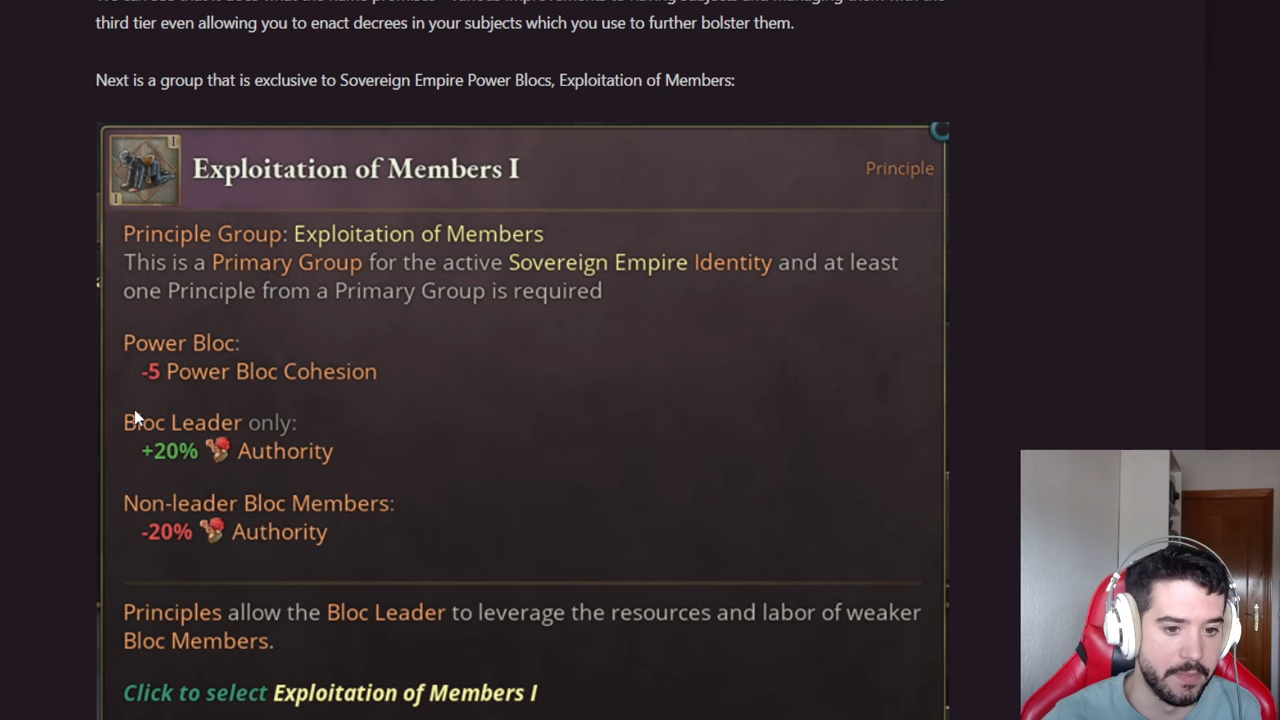 third tier even allowing you to enact decrees in your subjects which you use to further bolster them.
Next is a group that is exclusive to Sovereign Empire Power Blocs, Exploitation of Members:
I
I
Exploitation of Members I
Principle
Principle Group: Exploitation of Members
This is a Primary Group for the active Sovereign Empire Identity and at least
one Principle from a Primary Group is required
Power Bloc:
-5 Power Bloc Cohesion
Bloc Leader only:
+20% Authority
Non-leader Bloc Members:
-20% Authority
Principles allow the Bloc Leader to leverage the resources and labor of weaker
Bloc Members.
Click to select Exploitation of Members I